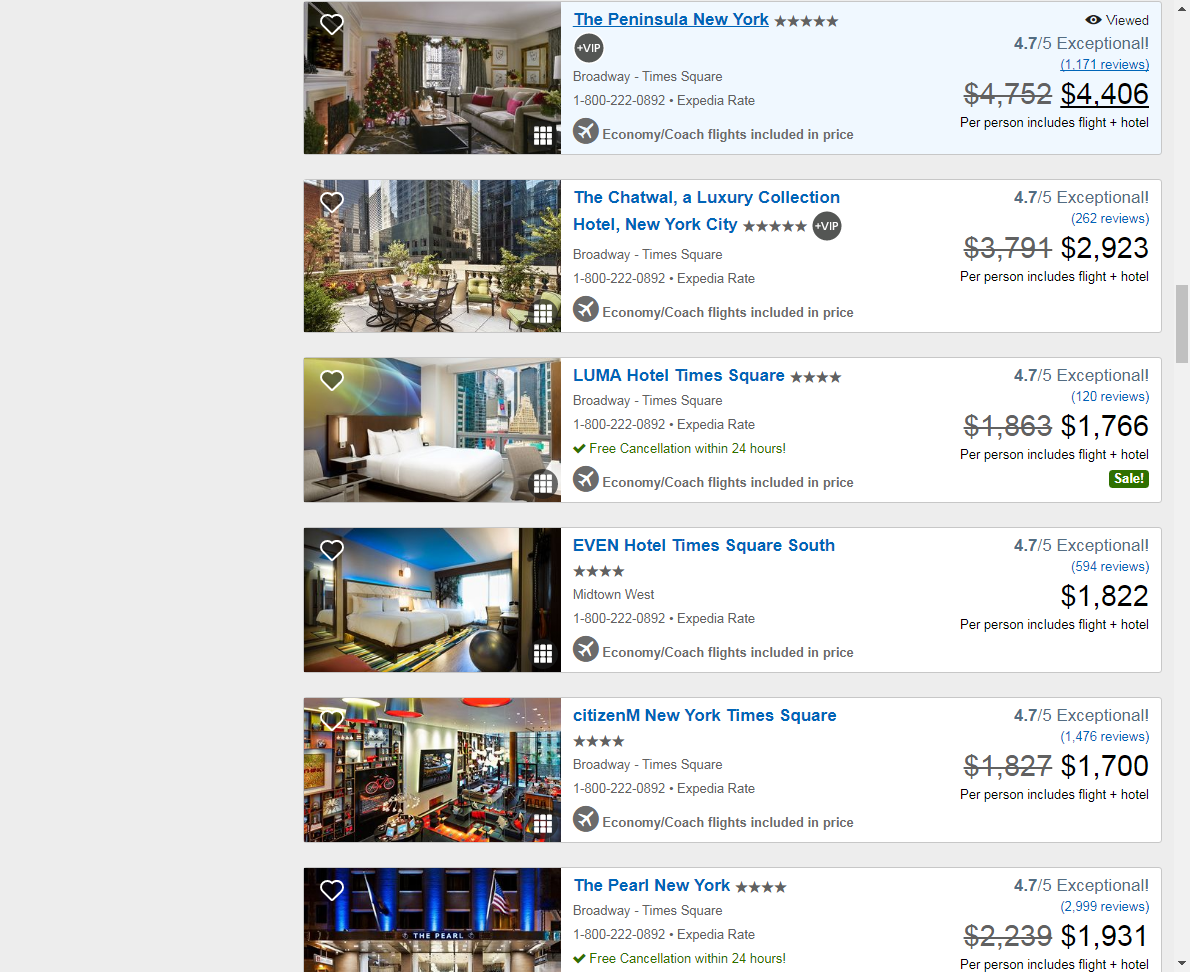 The Peninsula New York ★★★★★
+VIP
Broadway - Times Square
1-800-222-0892 • Expedia Rate
Economy/Coach flights included in price
Viewed
4.7/5 Exceptional!
(1,171 reviews)
$4,752 $4,406
Per person includes flight + hotel
The Chatwal, a Luxury Collection
Hotel, New York City ★★★★★ +VIP
Broadway - Times Square
1-800-222-0892 • Expedia Rate
Economy/Coach flights included in price
4.7/5 Exceptional!
(262 reviews)
$3,791 $2,923
Per person includes flight + hotel
LUMA Hotel Times Square ★★★★
Broadway - Times Square
1-800-222-0892 • Expedia Rate
✔ Free Cancellation within 24 hours!
Economy/Coach flights included in price
4.7/5 Exceptional!
(120 reviews)
$1,863 $1,766
Per person includes flight + hotel
Sale!
EVEN Hotel Times Square South
★★★★
Midtown West
1-800-222-0892 • Expedia Rate
Economy/Coach flights included in price
4.7/5 Exceptional!
(594 reviews)
$1,822
Per person includes flight + hotel
citizenM New York Times Square
★★★★
Broadway - Times Square
1-800-222-0892 • Expedia Rate
Economy/Coach flights included in price
4.7/5 Exceptional!
(1,476 reviews)
$1,827 $1,700
Per person includes flight + hotel
THE PEARL
The Pearl New York ★★★★
Broadway - Times Square
1-800-222-0892 • Expedia Rate
✔ Free Cancellation within 24 hours!
4.7/5 Exceptional!
(2,999 reviews)
$2,239 $1,931
Per person includes flight + hotel